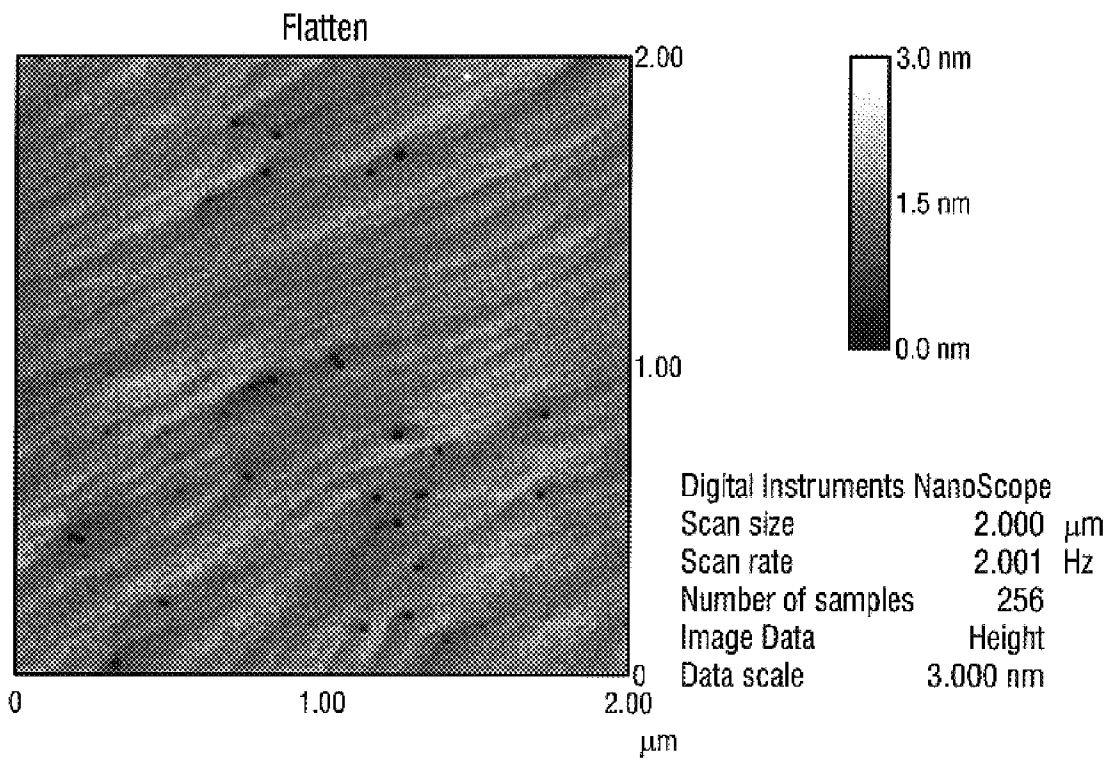 Flatten
2.00
1.00
0
0
1.00
2.00
μm
3.0 nm
1.5 nm
0.0 nm
Digital Instruments NanoScope
Scan size 2.000 μm
Scan rate 2.001 Hz
Number of samples 256
Image Data Height
Data scale 3.000 nm